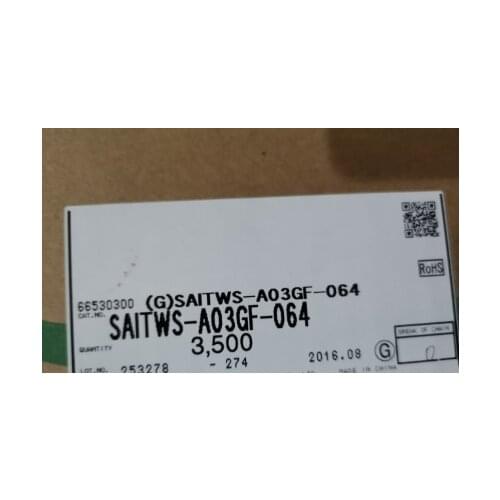 RoHS
66530300 (G)SAITWS-A03GF-064
CAT.NO.
SAITWS-A03GF-064
QUANTITY
3,500
2016.08 G
LOT.NO. 253278 - 274
MADE IN CHINA